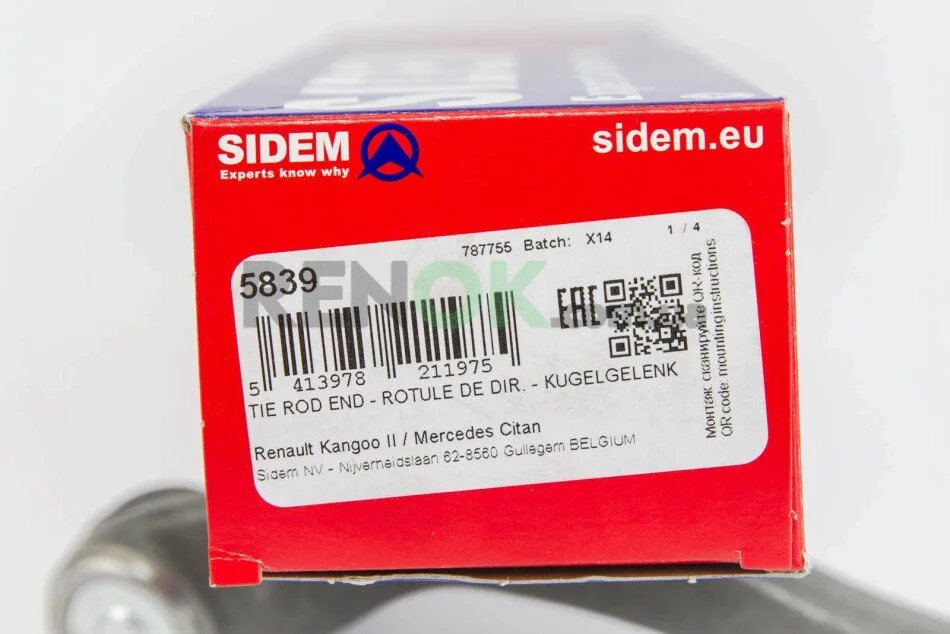 SIDEM
Experts know why
sidem.eu
787755 Batch: X14 1 / 4
5839
RENOK
EAC
5 413978 211975
TIE ROD END - ROTULE DE DIR. - KUGELGELENK
Renault Kangoo II / Mercedes Citan
Sidem NV - Nijverheidslaan 62-8560 Gullegem BELGIUM
Монтаж: сканируйте QR-код
QR code: mounting instructions